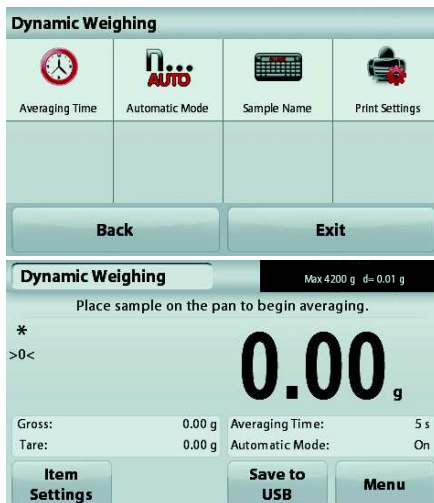 Dynamic Weighing
AUTO
Averaging Time Automatic Mode Sample Name Print Settings
Back Exit
Dynamic Weighing Max 4200 g d= 0.01 g
Place sample on the pan to begin averaging.
*
>0<
0.00 g
Gross: 0.00 g Averaging Time: 5 s
Tare: 0.00 g Automatic Mode: On
Item Settings Save to USB Menu